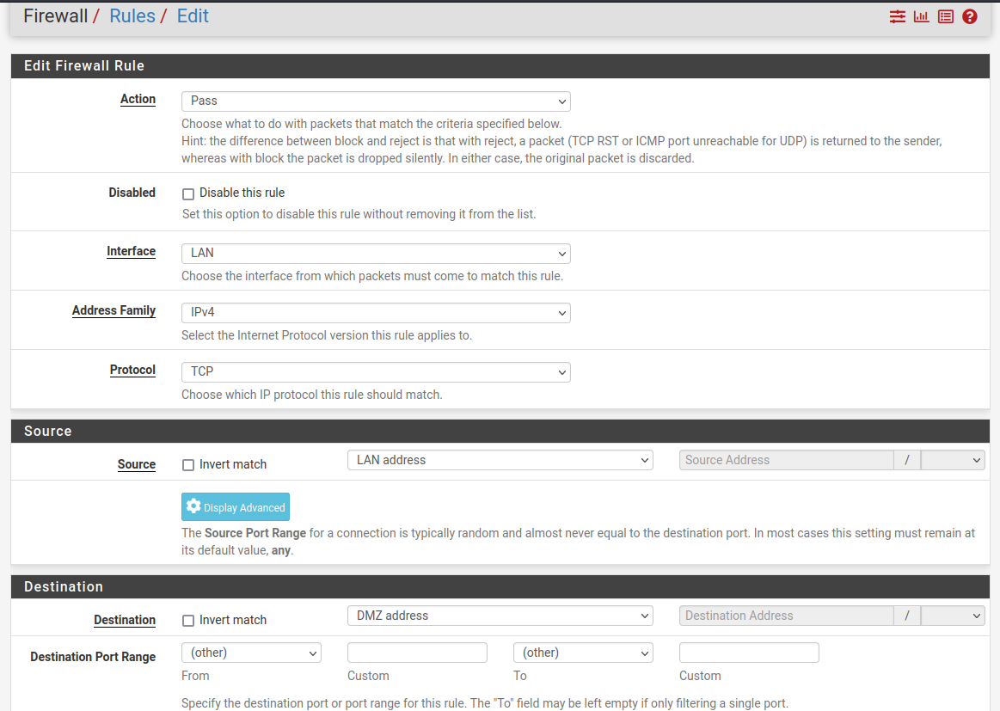 Firewall / Rules / Edit
Edit Firewall Rule
Action
Pass
Choose what to do with packets that match the criteria specified below.
Hint: the difference between block and reject is that with reject, a packet (TCP RST or ICMP port unreachable for UDP) is returned to the sender,
whereas with block the packet is dropped silently. In either case, the original packet is discarded.
Disabled
Disable this rule
Set this option to disable this rule without removing it from the list.
Interface
LAN
Choose the interface from which packets must come to match this rule.
Address Family
IPv4
Select the Internet Protocol version this rule applies to.
Protocol
TCP
Choose which IP protocol this rule should match.
Source
Source
Invert match
LAN address
Source Address
/
Display Advanced
The Source Port Range for a connection is typically random and almost never equal to the destination port. In most cases this setting must remain at
its default value, any.
Destination
Destination
Invert match
DMZ address
Destination Address
/
Destination Port Range
(other)
(other)
From
Custom
To
Custom
Specify the destination port or port range for this rule. The "To" field may be left empty if only filtering a single port.